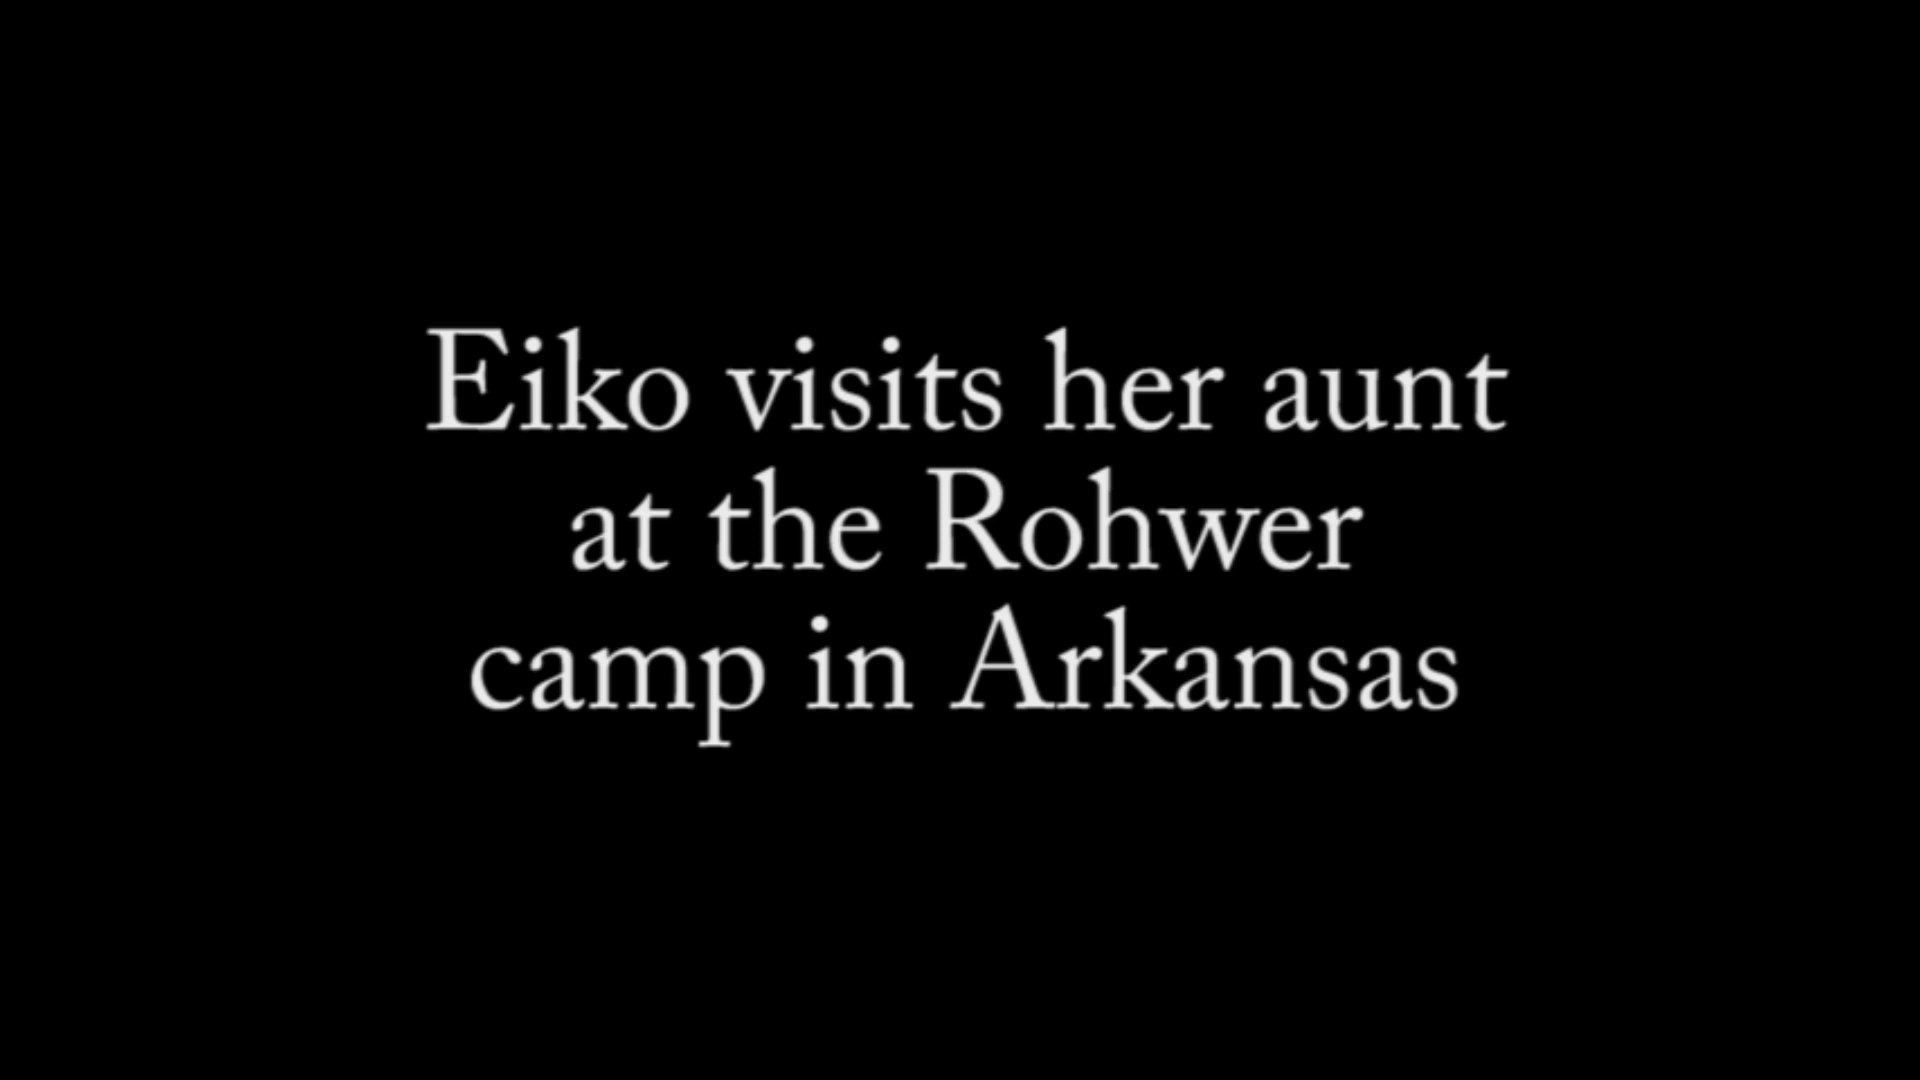 Eiko visits her aunt
at the Rohwer
camp in Arkansas